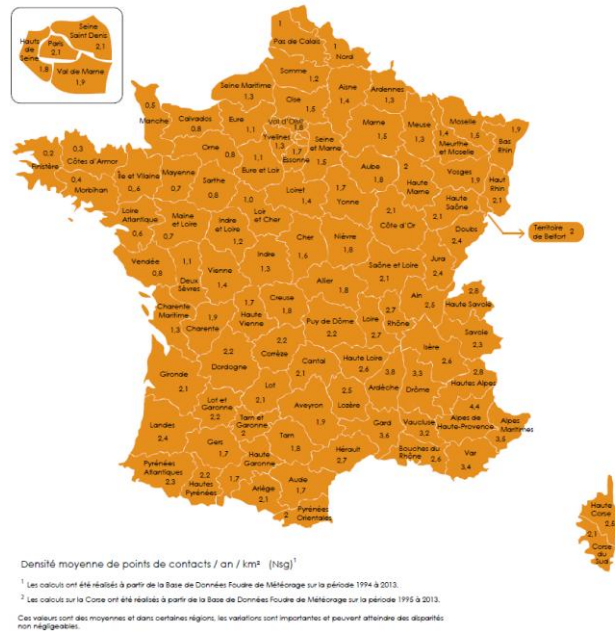 Hauts de Seine
1,8
Paris
2,1
Seine Saint Denis
2,1
Val de Marne
1,9
1
Pas de Calais
1
Nord
Somme
1,2
Seine Maritime
1,3
Oise
1,5
Aisne
1,4
Ardennes
1,3
0,5
Manche
Calvados
0,8
Eure
1,1
Val d'Oise
1,6
Yvelines
1,3
1,7
Essonne
Seine et Marne
1,5
Marne
1,5
Meuse
1,3
Moselle
1,5
1,4
Meurthe et Moselle
1,9
Bas Rhin
0,2
Finistère
0,3
Côtes d'Armor
0,4
Morbihan
Ile et Vilaine
0,,6
Mayenne
0,7
Orne
0,8
Sarthe
0,8
1,1
Eure et Loir
Loiret
1,4
1,7
Yonne
Aube
1,8
2
Haute Marne
Vosges
1,9
Haut Rhin
2,1
Haute Saône
2,1
Territoire de Belfort 2
Loire Atlantique
0,6
Maine et Loire
0,7
Indre et Loire
1,2
1,0
Loir et Cher
Cher
1,6
Nièvre
1,8
2,1
Côte d'Or
Doubs
2,4
Jura
2,4
Vendée
0,8
1,1
Deux Sèvres
Vienne
1,4
Indre
1,3
Allier
1,8
Saône et Loire
2,1
Ain
2,5
2,8
Haute Savoie
Charente Maritime
1,3
1,9
Charente
1,7
Haute Vienne
Creuse
1,8
Puy de Dôme
2,2
Loire
2,7
2,7
Rhône
Savoie
2,3
Isère
2,6
Gironde
2,1
2,2
Dordogne
2,2
Corrèze
Cantal
2,1
Haute Loire
2,6
3,8
Ardèche
3,3
Drôme
2,8
Hautes Alpes
Lot
2,1
Lot et Garonne
2,2
Tarn et Garonne
2
Aveyron
1,9
2,5
Lozère
Gard
3,6
Vaucluse
3,2
4,4
Alpes de Haute-Provence
Alpes Maritimes
3,5
Landes
2,4
Gers
1,7
Haute Garonne
1,7
Tarn
1,8
Hérault
2,7
Bouches du Rhône
2,6
Var
3,4
Pyrénées Atlantiques
2,3
2,2
Hautes Pyrénées
Ariège
2,1
Aude
1,7
Pyrénées Orientales
2
Haute Corse
2,1
Corse du Sud
Densité moyenne de points de contacts / an / km² (Nsg)1
1 Les calculs ont été réalisés à partir de la Base de Données Foudre de Météorage sur la période 1994 à 2013.
2 Les calculs sur la Corse ont été réalisés à partir de la Base de Données Foudre de Météorage sur la période 1995 à 2013.
Ces valeurs sont des moyennes et dans certaines régions, les variations sont importantes et peuvent atteindre des disparités
non négligeables.